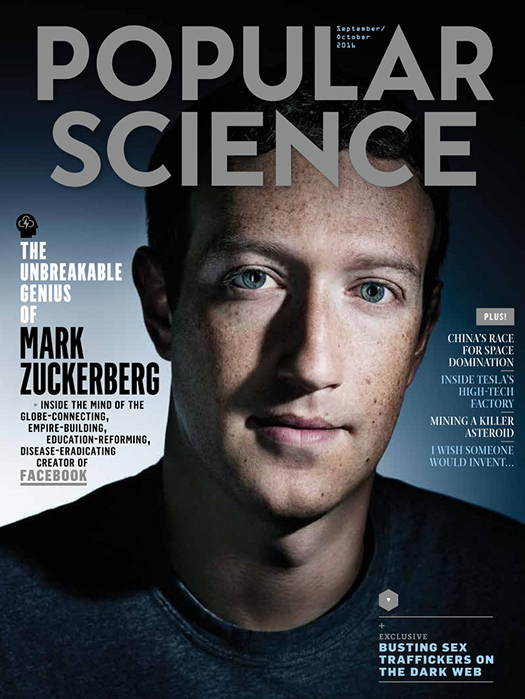 POPULAR
SCIENCE
September/
October
2016
THE
UNBREAKABLE
GENIUS
OF
MARK
ZUCKERBERG
INSIDE THE MIND OF THE
GLOBE-CONNECTING,
EMPIRE-BUILDING,
EDUCATION-REFORMING,
DISEASE-ERADICATING
CREATOR OF
FACEBOOK
PLUS!
CHINA'S RACE
FOR SPACE
DOMINATION
INSIDE TESLA'S
HIGH-TECH
FACTORY
MINING A KILLER
ASTEROID
I WISH SOMEONE
WOULD INVENT...
+
EXCLUSIVE
BUSTING SEX
TRAFFICKERS ON
THE DARK WEB